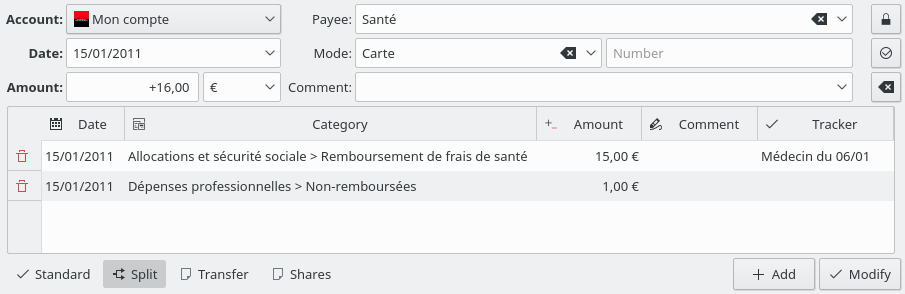 Account: Mon compte Payee: Santé
Date: 15/01/2011 Mode: Carte Number
Amount: +16,00 € Comment:
Date Category Amount Comment Tracker
15/01/2011 Allocations et sécurité sociale > Remboursement de frais de santé 15,00 € Médecin du 06/01
15/01/2011 Dépenses professionnelles > Non-remboursées 1,00 €
Standard Split Transfer Shares Add Modify